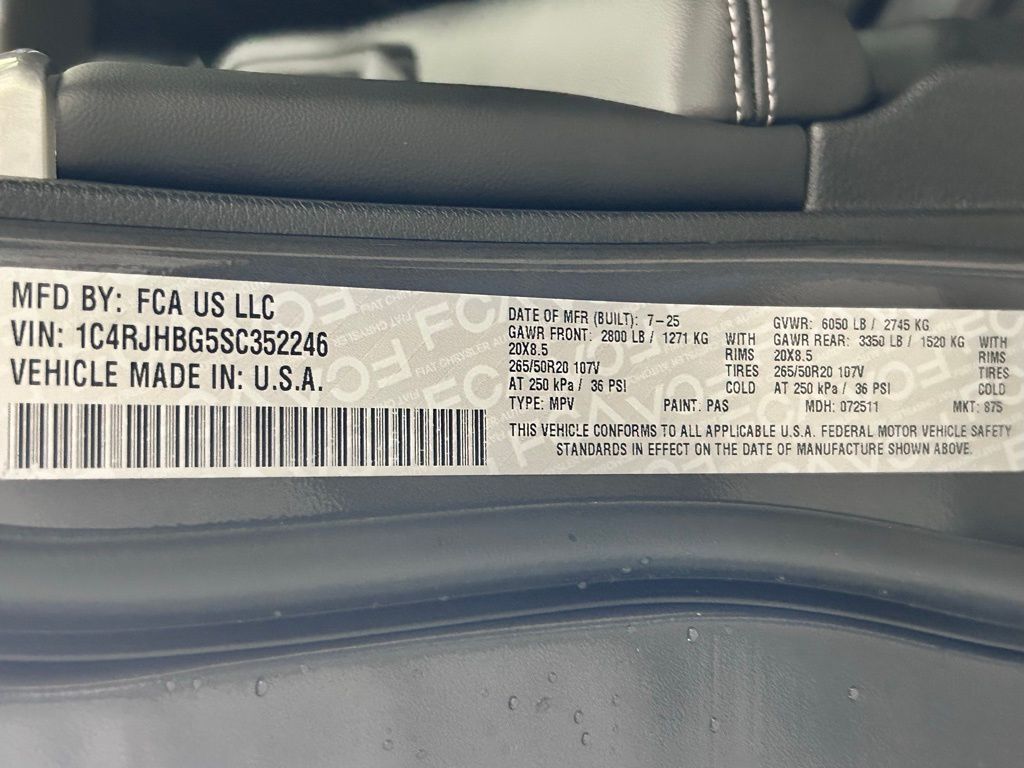 MFD BY: FCA US LLC
VIN: 1C4RJHBG5SC352246
VEHICLE MADE IN: U.S.A.
DATE OF MFR (BUILT): 7-25
GAWR FRONT: 2800 LB / 1271 KG WITH
20X8.5 RIMS
265/50R20 107V TIRES
AT 250 kPa / 36 PSI COLD
GVWR: 6050 LB / 2745 KG
GAWR REAR: 3350 LB / 1520 KG WITH
20X8.5 RIMS
265/50R20 107V TIRES
AT 250 kPa / 36 PSI COLD
TYPE: MPV PAINT: PAS MDH: 072511 MKT: 875
THIS VEHICLE CONFORMS TO ALL APPLICABLE U.S.A. FEDERAL MOTOR VEHICLE SAFETY
STANDARDS IN EFFECT ON THE DATE OF MANUFACTURE SHOWN ABOVE.